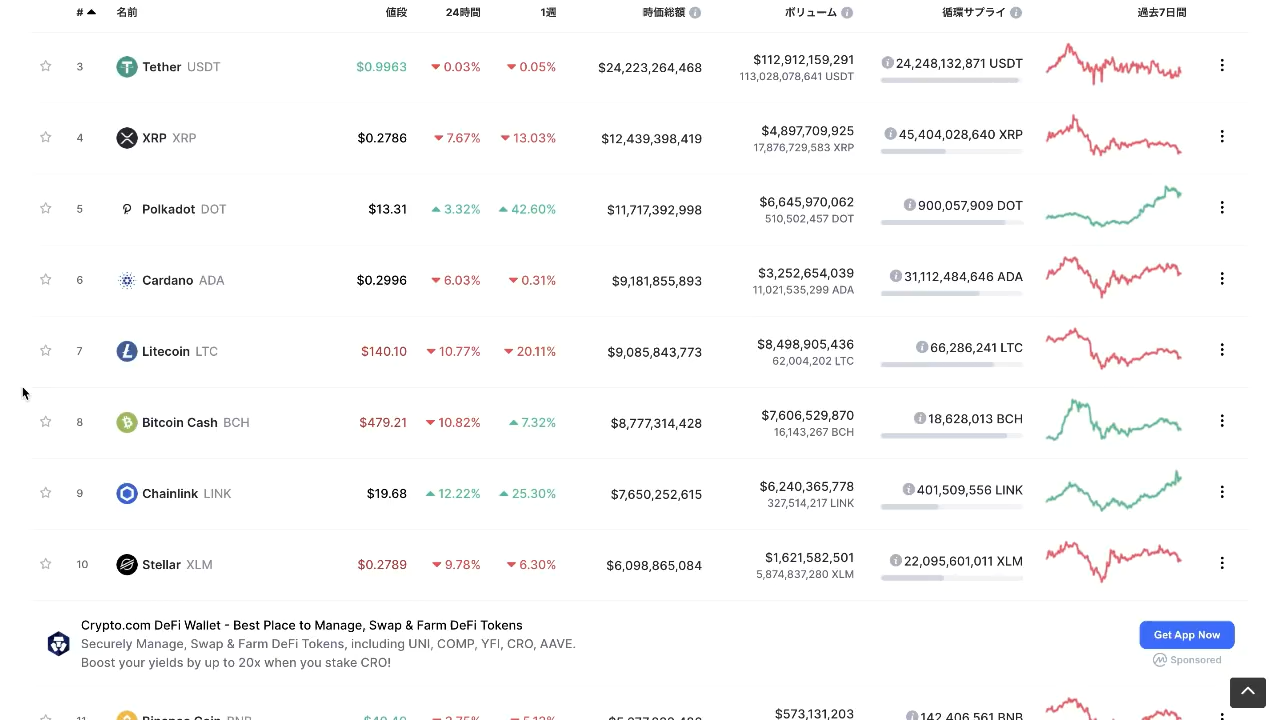 # 名前 値段 24時間 1週 時価総額 ボリューム 循環サプライ 過去7日間
3 Tether USDT $0.9963 0.03% 0.05% $24,223,264,468 $112,912,159,291 24,248,132,871 USDT
113,028,078,641 USDT
4 XRP XRP $0.2786 7.67% 13.03% $12,439,398,419 $4,897,709,925 45,404,028,640 XRP
17,876,729,583 XRP
5 Polkadot DOT $13.31 3.32% 42.60% $11,717,392,998 $6,645,970,062 900,057,909 DOT
510,502,457 DOT
6 Cardano ADA $0.2996 6.03% 0.31% $9,181,855,893 $3,252,654,039 31,112,484,646 ADA
11,021,535,299 ADA
7 Litecoin LTC $140.10 10.77% 20.11% $9,085,843,773 $8,498,905,436 66,286,241 LTC
62,004,202 LTC
8 Bitcoin Cash BCH $479.21 10.82% 7.32% $8,777,314,428 $7,606,529,870 18,628,013 BCH
16,143,267 BCH
9 Chainlink LINK $19.68 12.22% 25.30% $7,650,252,615 $6,240,365,778 401,509,556 LINK
327,514,217 LINK
10 Stellar XLM $0.2789 9.78% 6.30% $6,098,865,084 $1,621,582,501 22,095,601,011 XLM
5,874,837,280 XLM
Crypto.com DeFi Wallet - Best Place to Manage, Swap & Farm DeFi Tokens
Securely Manage, Swap & Farm DeFi Tokens, including UNI, COMP, YFI, CRO, AAVE.
Boost your yields by up to 20x when you stake CRO!
Get App Now
Sponsored
11 Binance Coin BNB $573,131,203 142,406,561 BNB